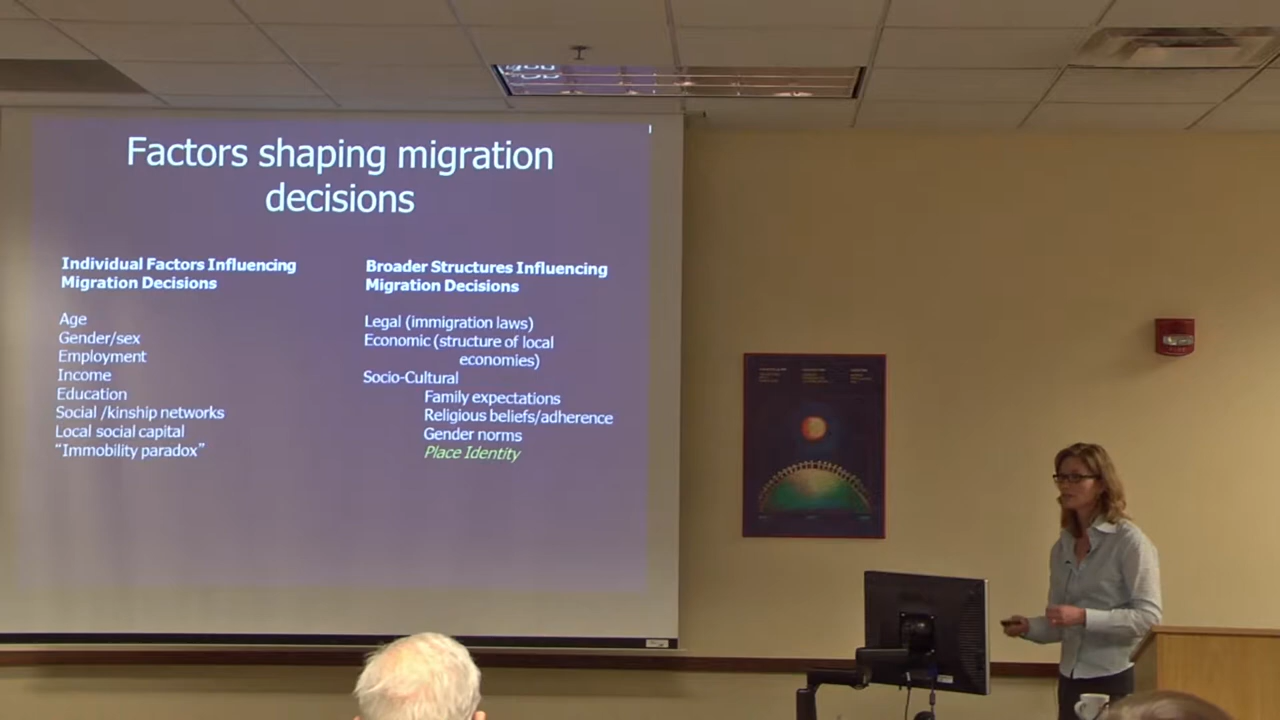 Factors shaping migration
decisions
Individual Factors Influencing
Migration Decisions
Age
Gender/sex
Employment
Income
Education
Social /kinship networks
Local social capital
“Immobility paradox”
Broader Structures Influencing
Migration Decisions
Legal (immigration laws)
Economic (structure of local
economies)
Socio-Cultural
Family expectations
Religious beliefs/adherence
Gender norms
Place Identity